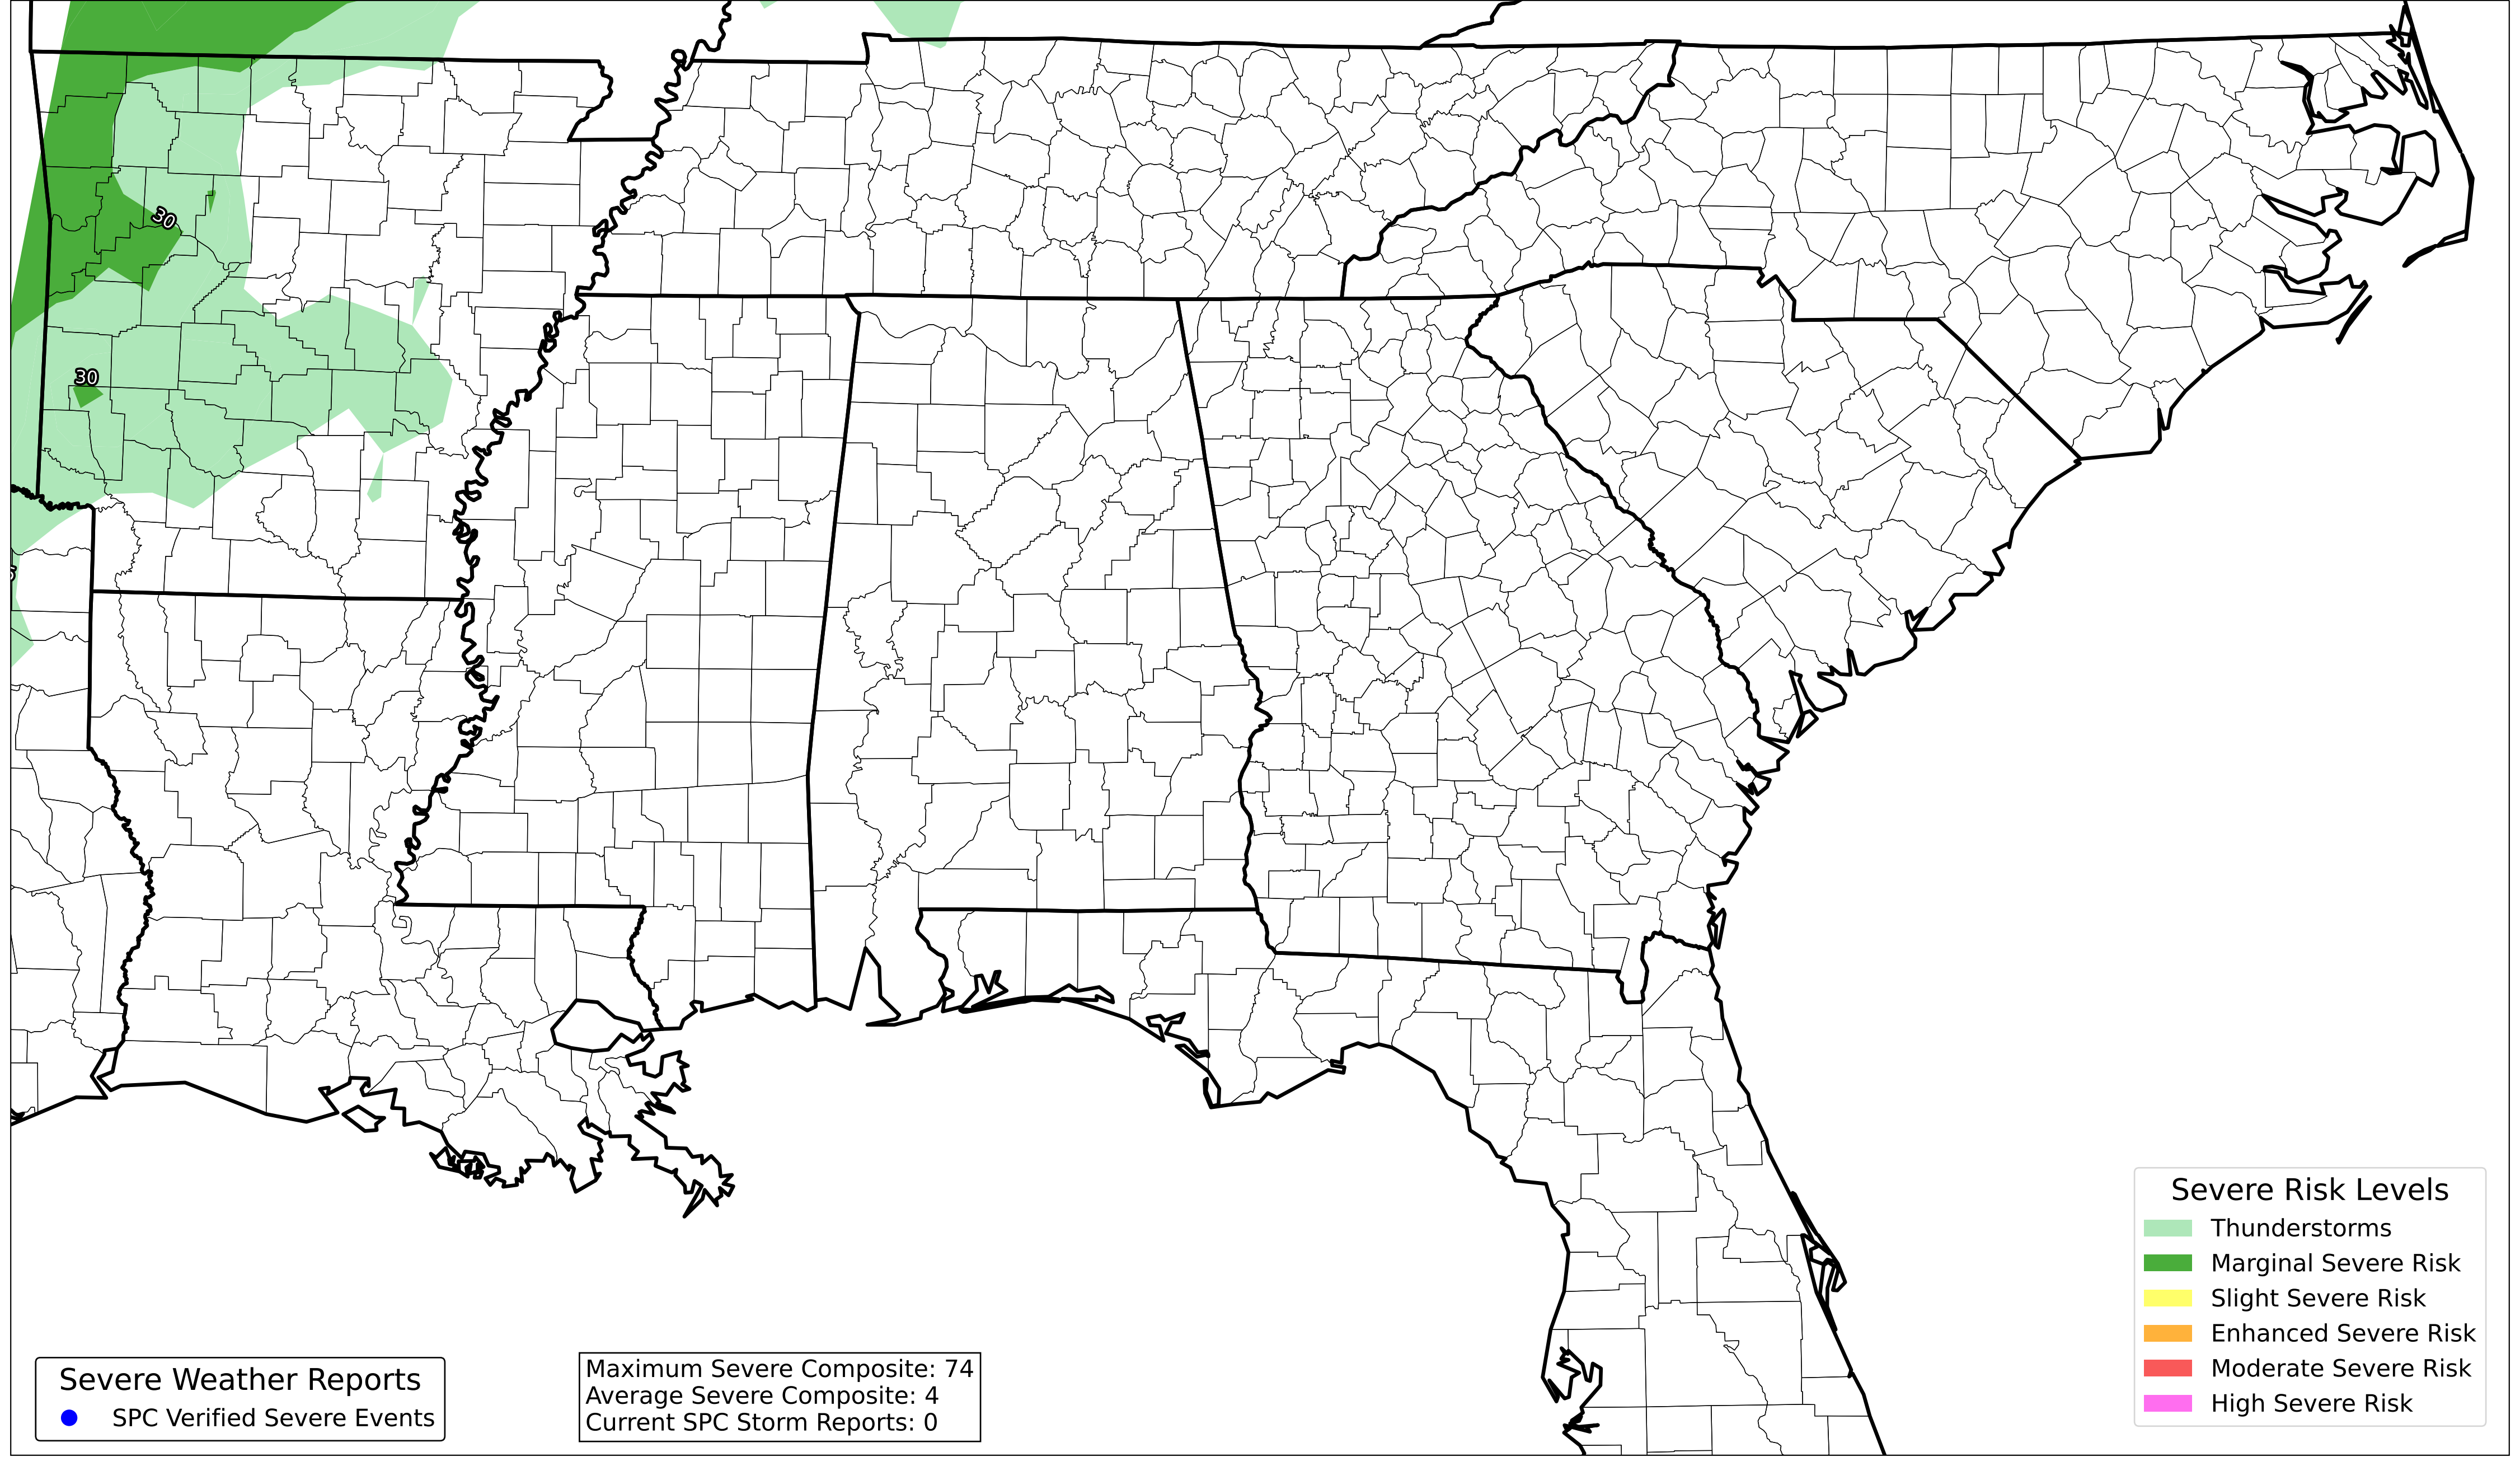 30
30
Severe Risk Levels
Thunderstorms
Marginal Severe Risk
Slight Severe Risk
Enhanced Severe Risk
Moderate Severe Risk
High Severe Risk
Severe Weather Reports
SPC Verified Severe Events
Maximum Severe Composite: 74
Average Severe Composite: 4
Current SPC Storm Reports: 0